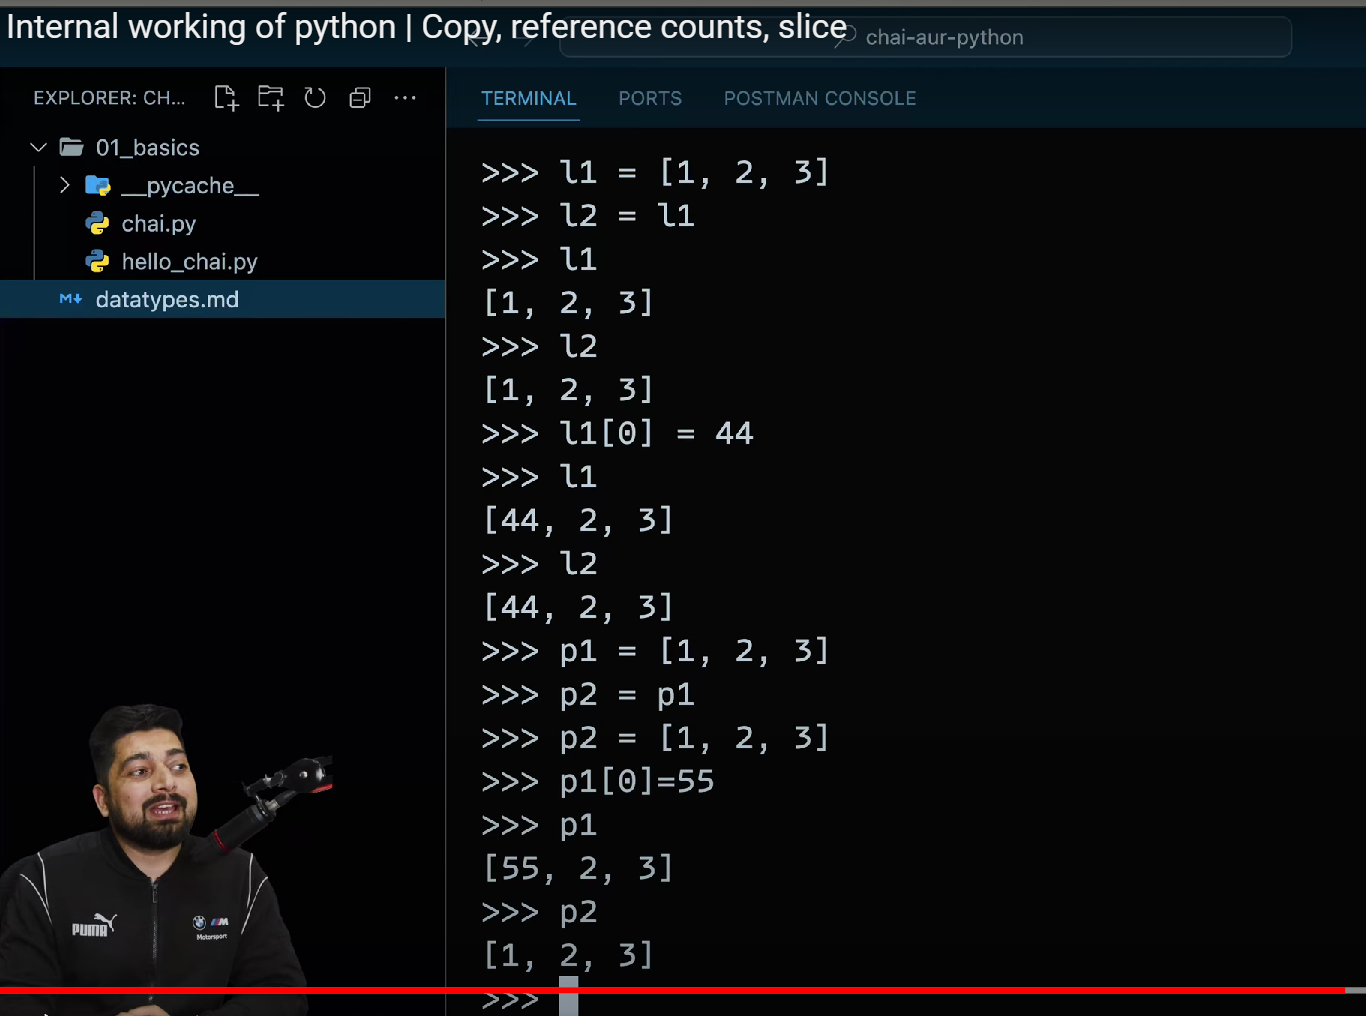 Internal working of python | Copy, reference counts, slice
chai-aur-python
EXPLORER: CH...
TERMINAL PORTS POSTMAN CONSOLE
01_basics
__pycache__
chai.py
hello_chai.py
datatypes.md
>>> l1 = [1, 2, 3]
>>> l2 = l1
>>> l1
[1, 2, 3]
>>> l2
[1, 2, 3]
>>> l1[0] = 44
>>> l1
[44, 2, 3]
>>> l2
[44, 2, 3]
>>> p1 = [1, 2, 3]
>>> p2 = p1
>>> p2 = [1, 2, 3]
>>> p1[0]=55
>>> p1
[55, 2, 3]
>>> p2
[1, 2, 3]
>>>
PUMA
M
Motorsport